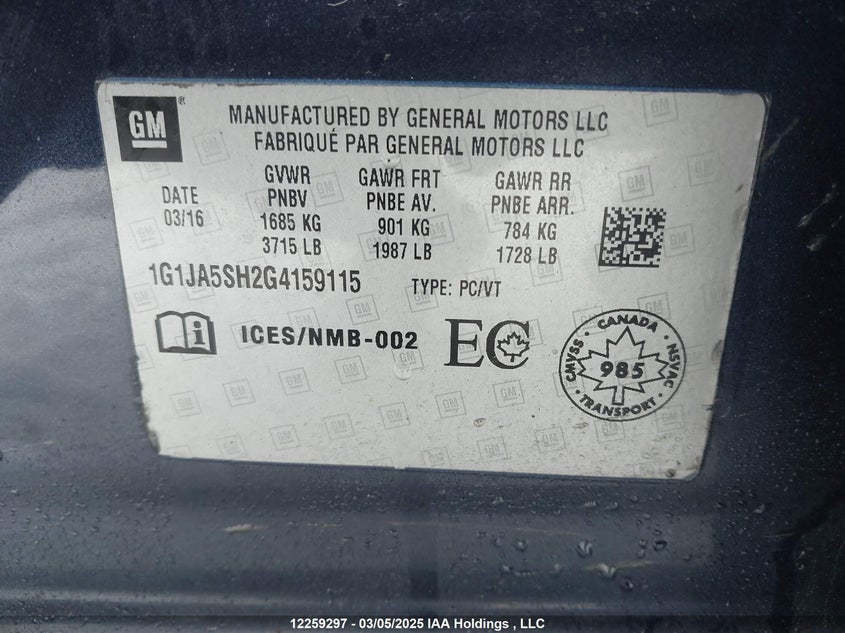 GM
MANUFACTURED BY GENERAL MOTORS LLC
FABRIQUÉ PAR GENERAL MOTORS LLC
DATE
03/16
GVWR
PNBV
1685 KG
3715 LB
GAWR FRT
PNBE AV.
901 KG
1987 LB
GAWR RR
PNBE ARR.
784 KG
1728 LB
1G1JA5SH2G4159115 TYPE: PC/VT
ICES/NMB-002 EC
CANADA
CMVSS 985 NSVAC
TRANSPORT
12259297 - 03/05/2025 IAA Holdings , LLC